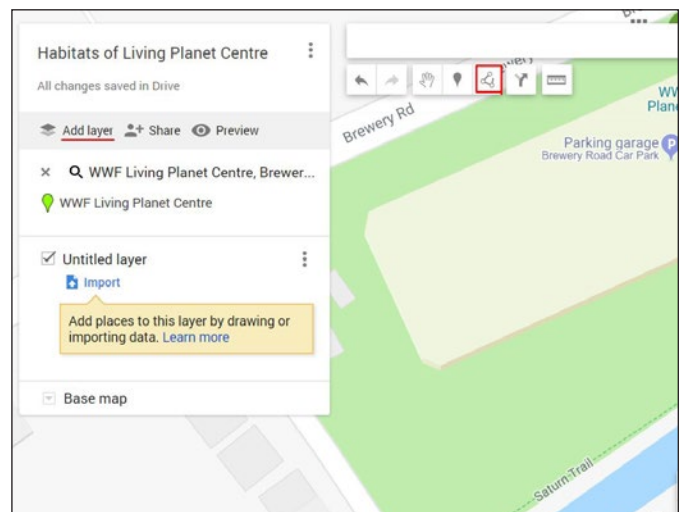 Habitats of Living Planet Centre
All changes saved in Drive
Add layer
Share
Preview
WWF Living Planet Centre, Brewer...
WWF Living Planet Centre
Untitled layer
Import
Add places to this layer by drawing or
importing data. Learn more
Base map
Brewery Rd
Plane
Parking garage
Brewery Road Car Park
P
Saturn Trail